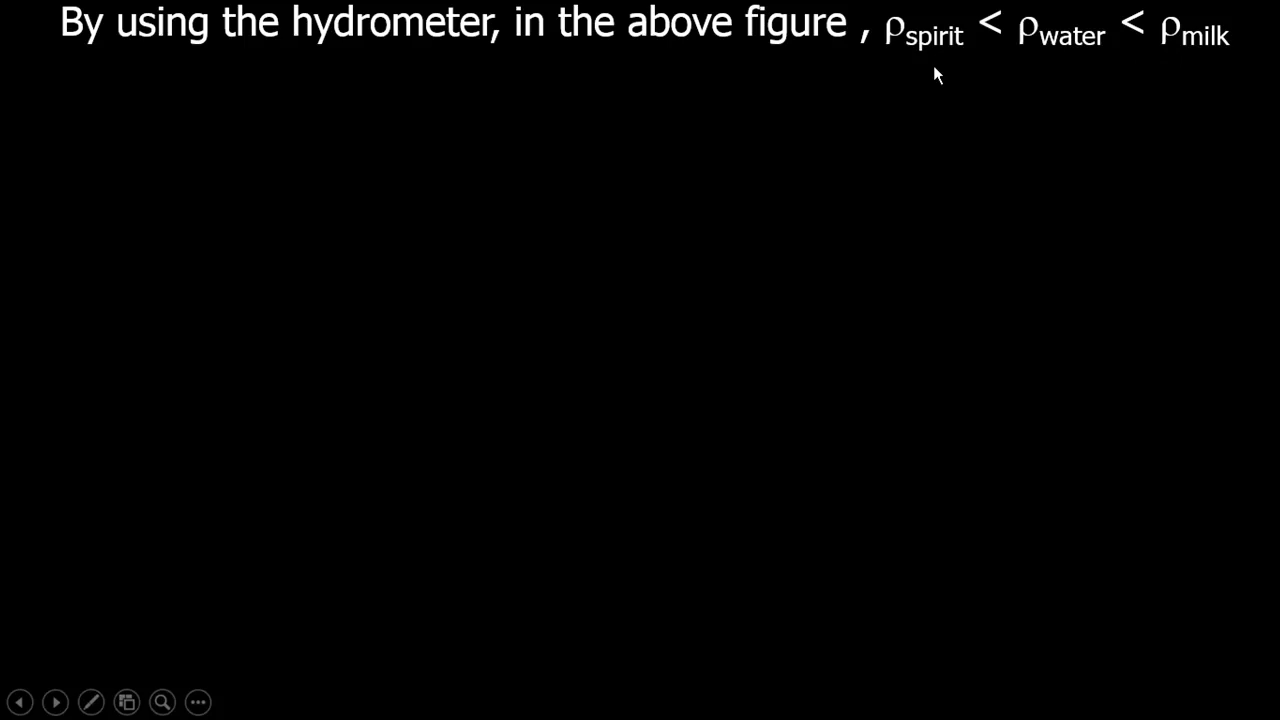 By using the hydrometer, in the above figure , ρspirit < ρwater < ρmilk